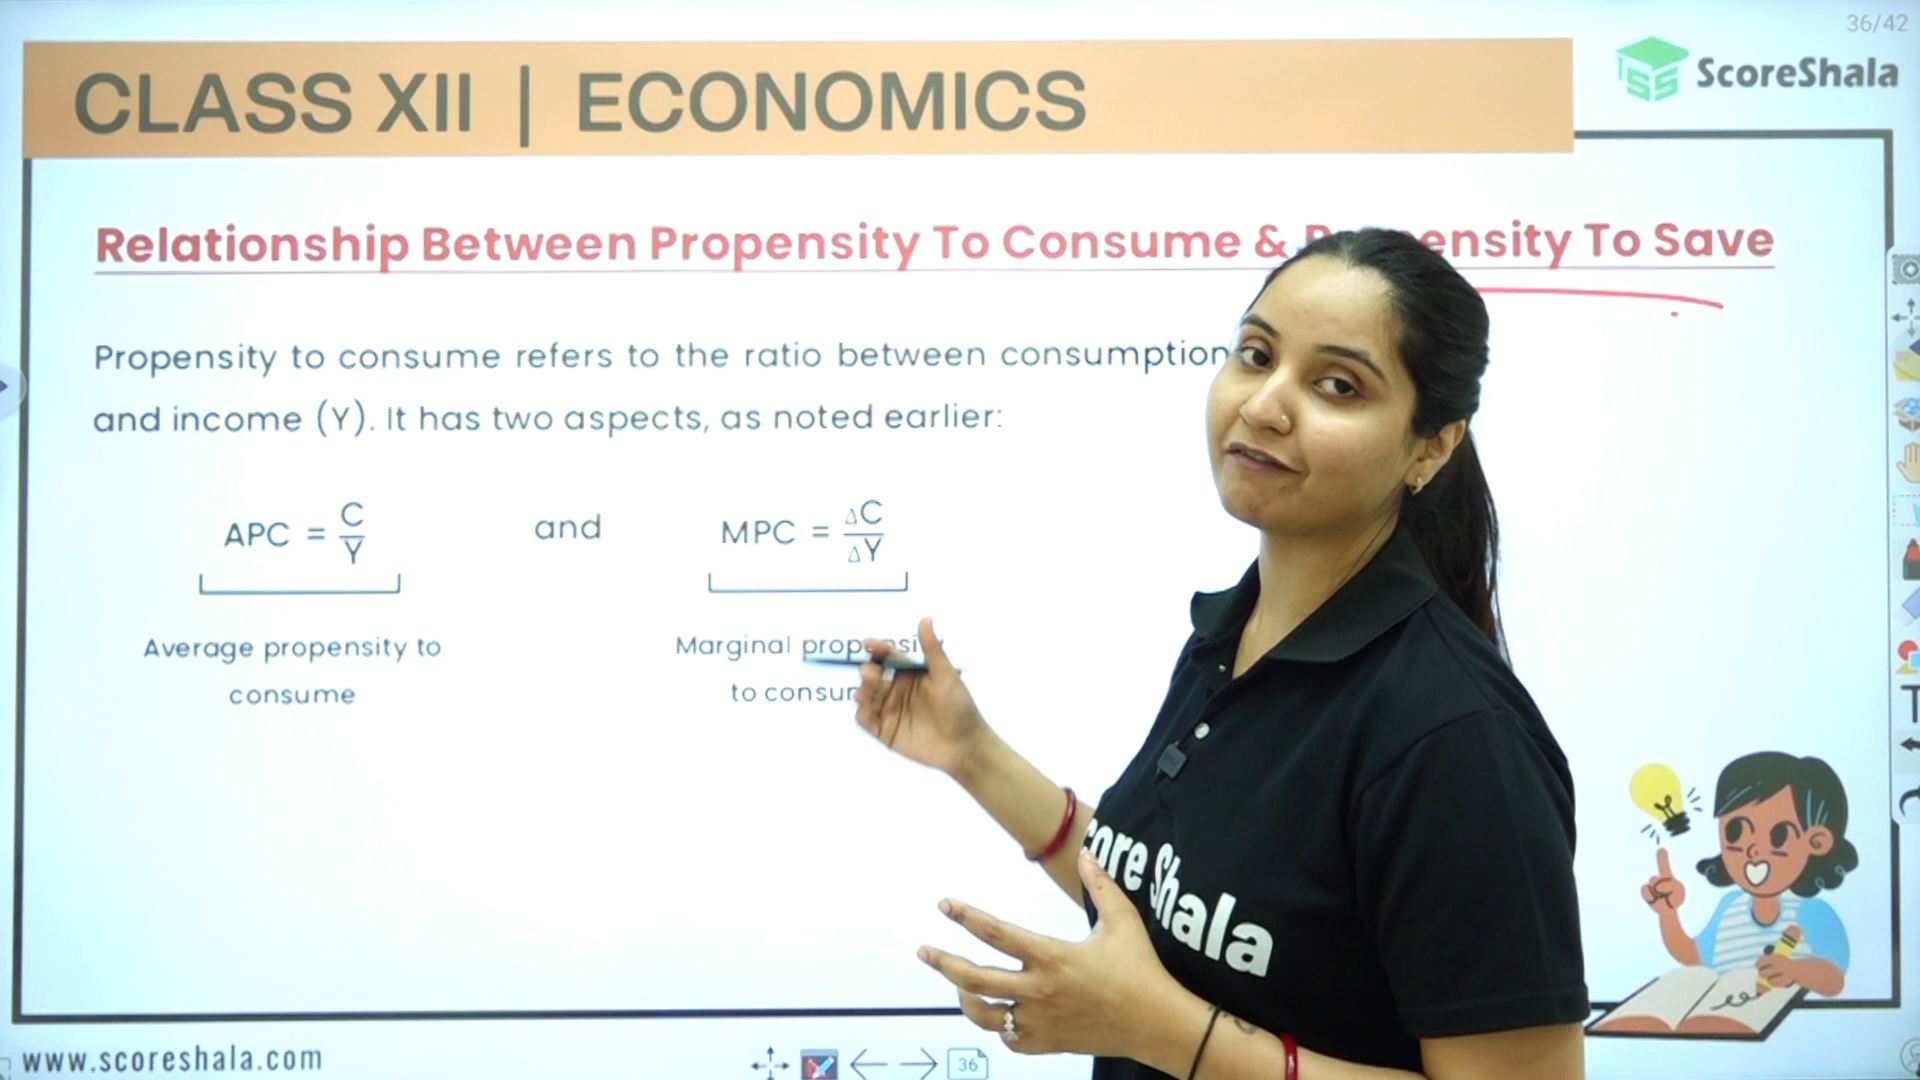 36/42
CLASS XII | ECONOMICS
ScoreShala
Relationship Between Propensity To Consume & To Save
Propensity to consume refers to the ratio between consumption
and income (Y). It has two aspects, as noted earlier:
APC = C/Y and MPC = ΔC/ΔY
Average propensity to
consume
Marginal
to
Shala
www.scoreshala.com
36